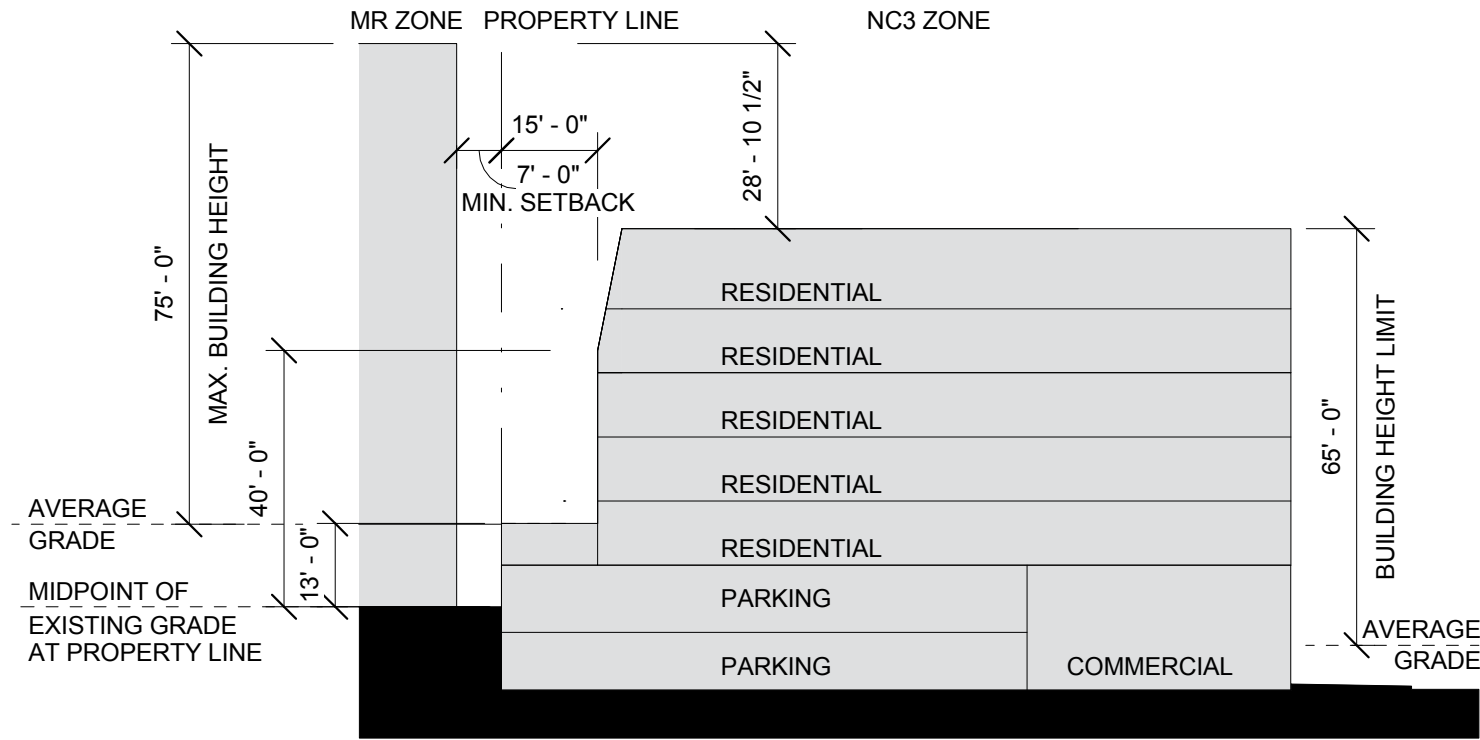 MR ZONE PROPERTY LINE NC3 ZONE
15' - 0"
7' - 0"
MIN. SETBACK
28' - 10 1/2"
75' - 0"
MAX. BUILDING HEIGHT
40' - 0"
13' - 0"
AVERAGE
GRADE
MIDPOINT OF
EXISTING GRADE
AT PROPERTY LINE
RESIDENTIAL
RESIDENTIAL
RESIDENTIAL
RESIDENTIAL
RESIDENTIAL
PARKING
PARKING
COMMERCIAL
65' - 0"
BUILDING HEIGHT LIMIT
AVERAGE
GRADE